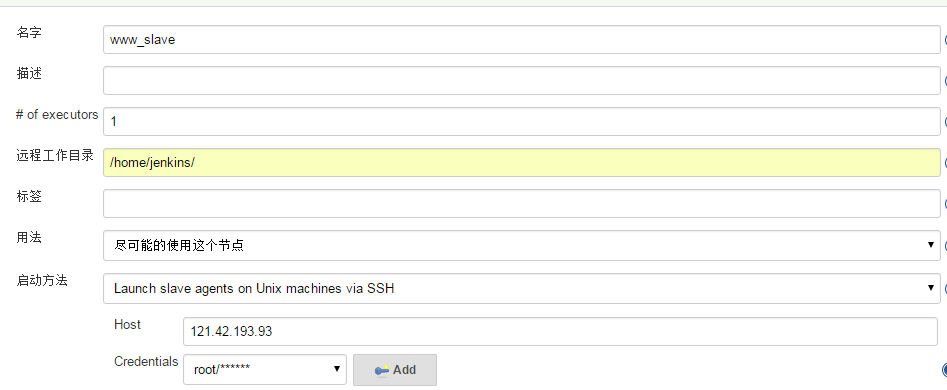 名字 www_slave
描述
# of executors 1
远程工作目录 /home/jenkins/
标签
用法 尽可能的使用这个节点
启动方法 Launch slave agents on Unix machines via SSH
Host 121.42.193.93
Credentials root/****** Add